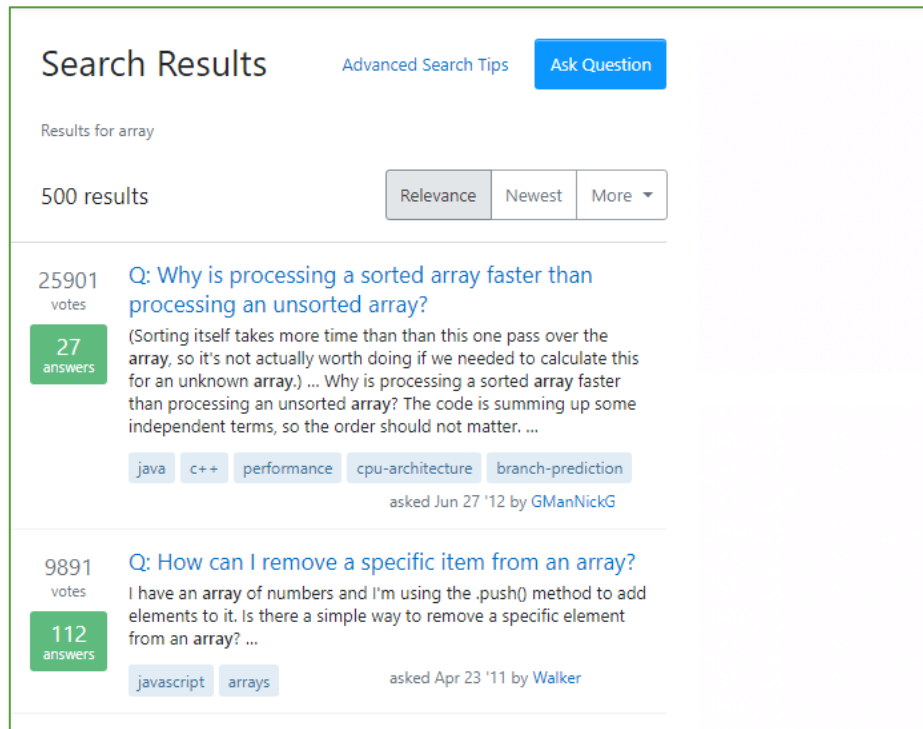 Search Results
Advanced Search Tips
Ask Question
Results for array
500 results
Relevance
Newest
More
25901
votes
27
answers
Q: Why is processing a sorted array faster than
processing an unsorted array?
(Sorting itself takes more time than than this one pass over the
array, so it's not actually worth doing if we needed to calculate this
for an unknown array.) ... Why is processing a sorted array faster
than processing an unsorted array? The code is summing up some
independent terms, so the order should not matter. ...
java c++ performance cpu-architecture branch-prediction
asked Jun 27 '12 by GManNickG
9891
votes
112
answers
Q: How can I remove a specific item from an array?
I have an array of numbers and I'm using the .push() method to add
elements to it. Is there a simple way to remove a specific element
from an array? ...
javascript arrays
asked Apr 23 '11 by Walker